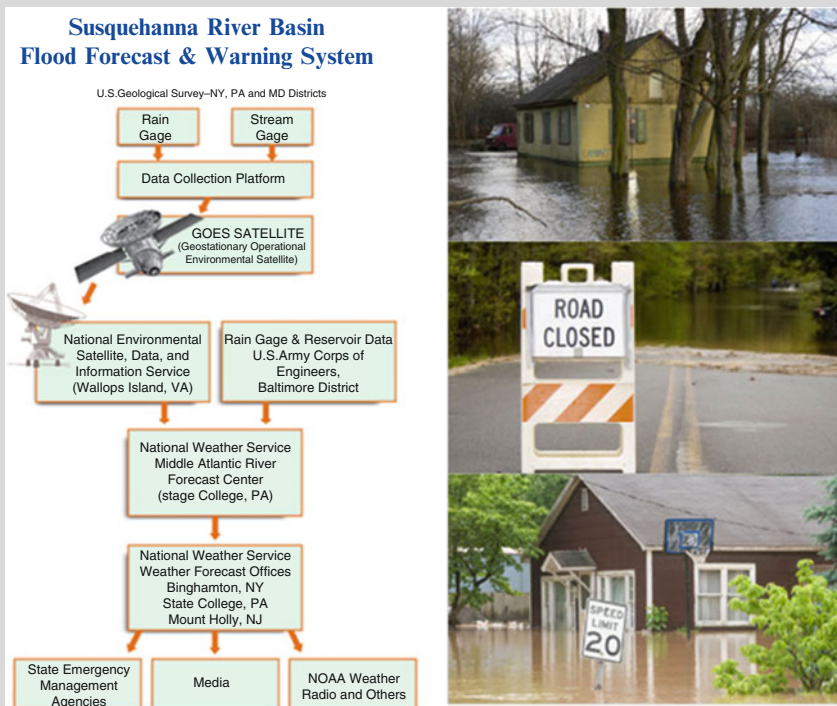 Susquehanna River Basin
Flood Forecast & Warning System
U.S.Geological Survey–NY, PA and MD Districts
Rain
Gage
Stream
Gage
Data Collection Platform
GOES SATELLITE
(Geostationary Operational
Environmental Satellite)
National Environmental
Satellite, Data, and
Information Service
(Wallops Island, VA)
Rain Gage & Reservoir Data
U.S.Army Corps of
Engineers,
Baltimore District
National Weather Service
Middle Atlantic River
Forecast Center
(stage College, PA)
National Weather Service
Weather Forecast Offices
Binghamton, NY
State College, PA
Mount Holly, NJ
State Emergency
Management
Agencies
Media
NOAA Weather
Radio and Others
ROAD
CLOSED
SPEED
LIMIT
20